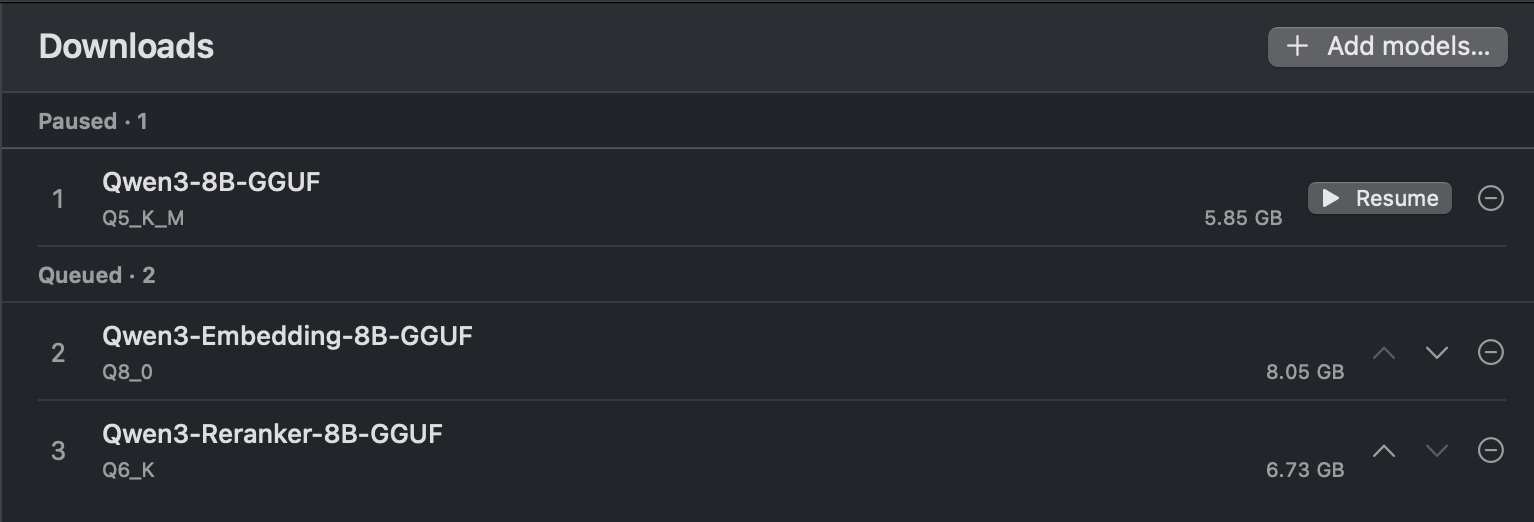 Downloads
+ Add models...
Paused · 1
1
Qwen3-8B-GGUF
Q5_K_M
5.85 GB
Resume
Queued · 2
2
Qwen3-Embedding-8B-GGUF
Q8_0
8.05 GB
3
Qwen3-Reranker-8B-GGUF
Q6_K
6.73 GB